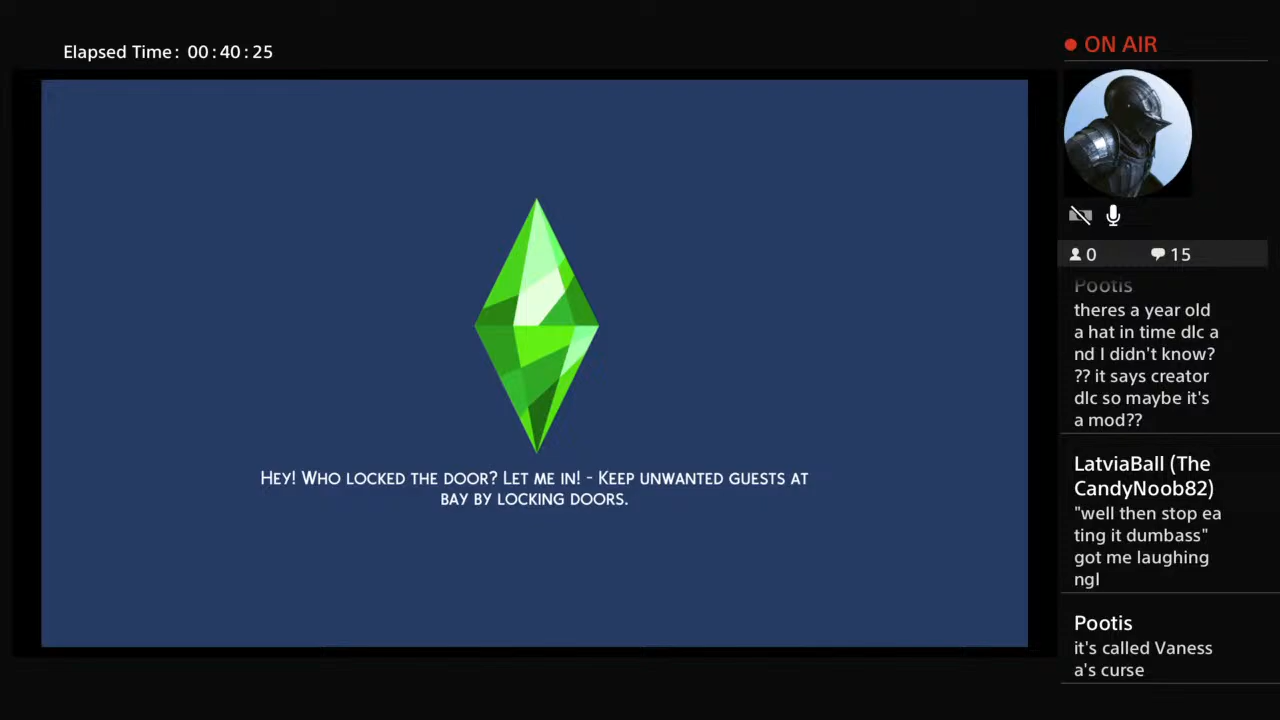 Elapsed Time: 00:40:25
ON AIR
0 15
Pootis
theres a year old
a hat in time dlc a
nd I didn't know?
?? it says creator
dlc so maybe it's
a mod??
LatviaBall (The
CandyNoob82)
"well then stop ea
ting it dumbass"
got me laughing
ngl
Pootis
it's called Vaness
a's curse
HEY! WHO LOCKED THE DOOR? LET ME IN! - KEEP UNWANTED GUESTS AT
BAY BY LOCKING DOORS.